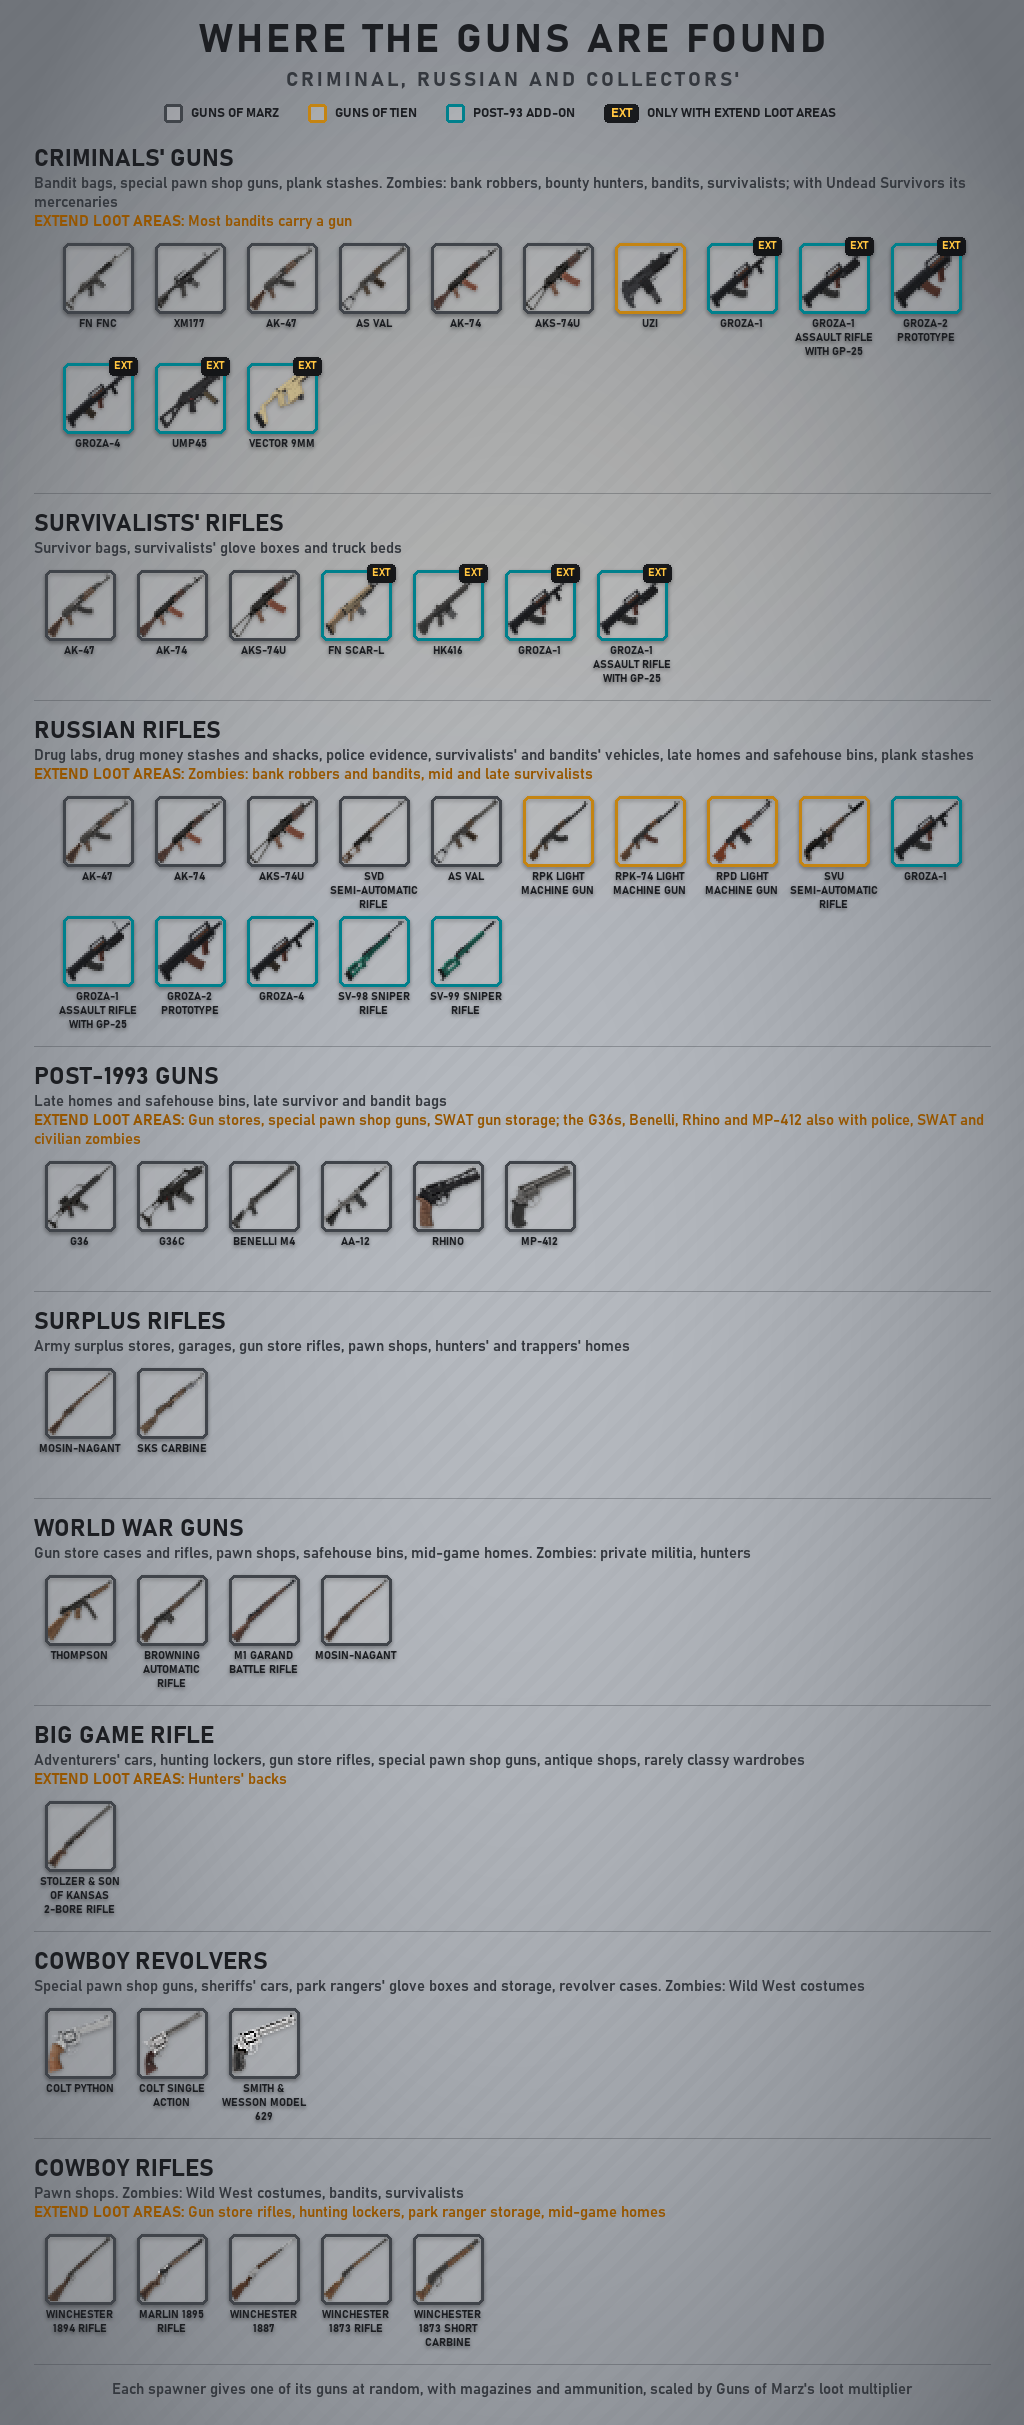 WHERE THE GUNS ARE FOUND
CRIMINAL, RUSSIAN AND COLLECTORS'
GUNS OF MARZ
GUNS OF TIEN
POST-93 ADD-ON
EXT ONLY WITH EXTEND LOOT AREAS
CRIMINALS' GUNS
Bandit bags, special pawn shop guns, plank stashes. Zombies: bank robbers, bounty hunters, bandits, survivalists; with Undead Survivors its
mercenaries
EXTEND LOOT AREAS: Most bandits carry a gun
EXT
EXT
EXT
FN FNC
XM177
AK-47
AS VAL
AK-74
AKS-74U
UZI
GROZA-1
GROZA-1
ASSAULT RIFLE
WITH GP-25
GROZA-2
PROTOTYPE
EXT
EXT
EXT
GROZA-4
UMP45
VECTOR 9MM
SURVIVALISTS' RIFLES
Survivor bags, survivalists' glove boxes and truck beds
EXT
EXT
EXT
EXT
AK-47
AK-74
AKS-74U
FN SCAR-L
HK416
GROZA-1
GROZA-1
ASSAULT RIFLE
WITH GP-25
RUSSIAN RIFLES
Drug labs, drug money stashes and shacks, police evidence, survivalists' and bandits' vehicles, late homes and safehouse bins, plank stashes
EXTEND LOOT AREAS: Zombies: bank robbers and bandits, mid and late survivalists
AK-47
AK-74
AKS-74U
SVD
SEMI-AUTOMATIC
RIFLE
AS VAL
RPK LIGHT
MACHINE GUN
RPK-74 LIGHT
MACHINE GUN
RPD LIGHT
MACHINE GUN
SVU
SEMI-AUTOMATIC
RIFLE
GROZA-1
GROZA-1
ASSAULT RIFLE
WITH GP-25
GROZA-2
PROTOTYPE
GROZA-4
SV-98 SNIPER
RIFLE
SV-99 SNIPER
RIFLE
POST-1993 GUNS
Late homes and safehouse bins, late survivor and bandit bags
EXTEND LOOT AREAS: Gun stores, special pawn shop guns, SWAT gun storage; the G36s, Benelli, Rhino and MP-412 also with police, SWAT and
civilian zombies
G36
G36C
BENELLI M4
AA-12
RHINO
MP-412
SURPLUS RIFLES
Army surplus stores, garages, gun store rifles, pawn shops, hunters' and trappers' homes
MOSIN-NAGANT
SKS CARBINE
WORLD WAR GUNS
Gun store cases and rifles, pawn shops, safehouse bins, mid-game homes. Zombies: private militia, hunters
THOMPSON
BROWNING
AUTOMATIC
RIFLE
M1 GARAND
BATTLE RIFLE
MOSIN-NAGANT
BIG GAME RIFLE
Adventurers' cars, hunting lockers, gun store rifles, special pawn shop guns, antique shops, rarely classy wardrobes
EXTEND LOOT AREAS: Hunters' backs
STOLZER & SON
OF KANSAS
2-BORE RIFLE
COWBOY REVOLVERS
Special pawn shop guns, sheriffs' cars, park rangers' glove boxes and storage, revolver cases. Zombies: Wild West costumes
COLT PYTHON
COLT SINGLE
ACTION
SMITH &
WESSON MODEL
629
COWBOY RIFLES
Pawn shops. Zombies: Wild West costumes, bandits, survivalists
EXTEND LOOT AREAS: Gun store rifles, hunting lockers, park ranger storage, mid-game homes
WINCHESTER
1894 RIFLE
MARLIN 1895
RIFLE
WINCHESTER
1887
WINCHESTER
1873 RIFLE
WINCHESTER
1873 SHORT
CARBINE
Each spawner gives one of its guns at random, with magazines and ammunition, scaled by Guns of Marz's loot multiplier